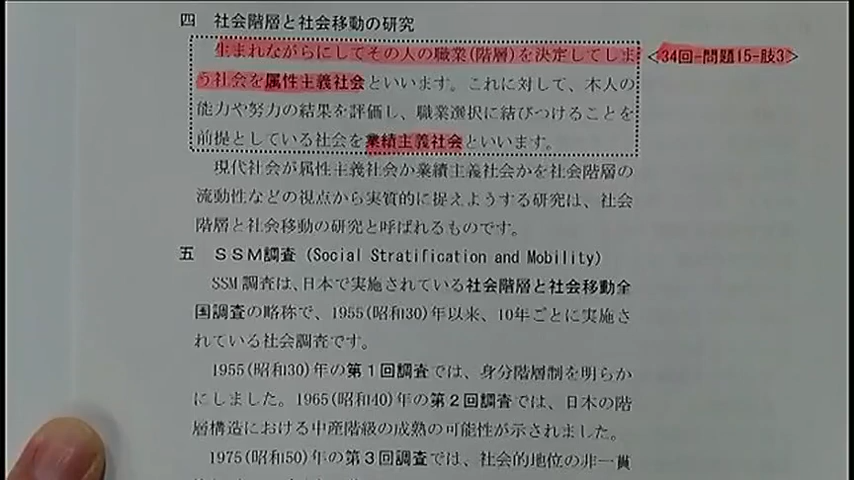 四 社会階層と社会移動の研究
生まれながらにしてその人の職業(階層)を決定してしま
う社会を属性主義社会といいます。これに対して、本人の
能力や努力の結果を評価し、職業選択に結びつけることを
前提としている社会を業績主義社会といいます。
<34回-問題15-肢3>
現代社会が属性主義社会か業績主義社会かを社会階層の
流動性などの視点から実質的に捉えようする研究は、社会
階層と社会移動の研究と呼ばれるものです。
五 SSM調査 (Social Stratification and Mobility)
SSM調査は、日本で実施されている社会階層と社会移動全
国調査の略称で、1955(昭和30)年以来、10年ごとに実施さ
れている社会調査です。
1955(昭和30)年の第1回調査では、身分階層制を明らか
にしました。1965(昭和40)年の第2回調査では、日本の階
層構造における中産階級の成熟の可能性が示されました。
1975(昭和50)年の第3回調査では、社会的地位の非一貫